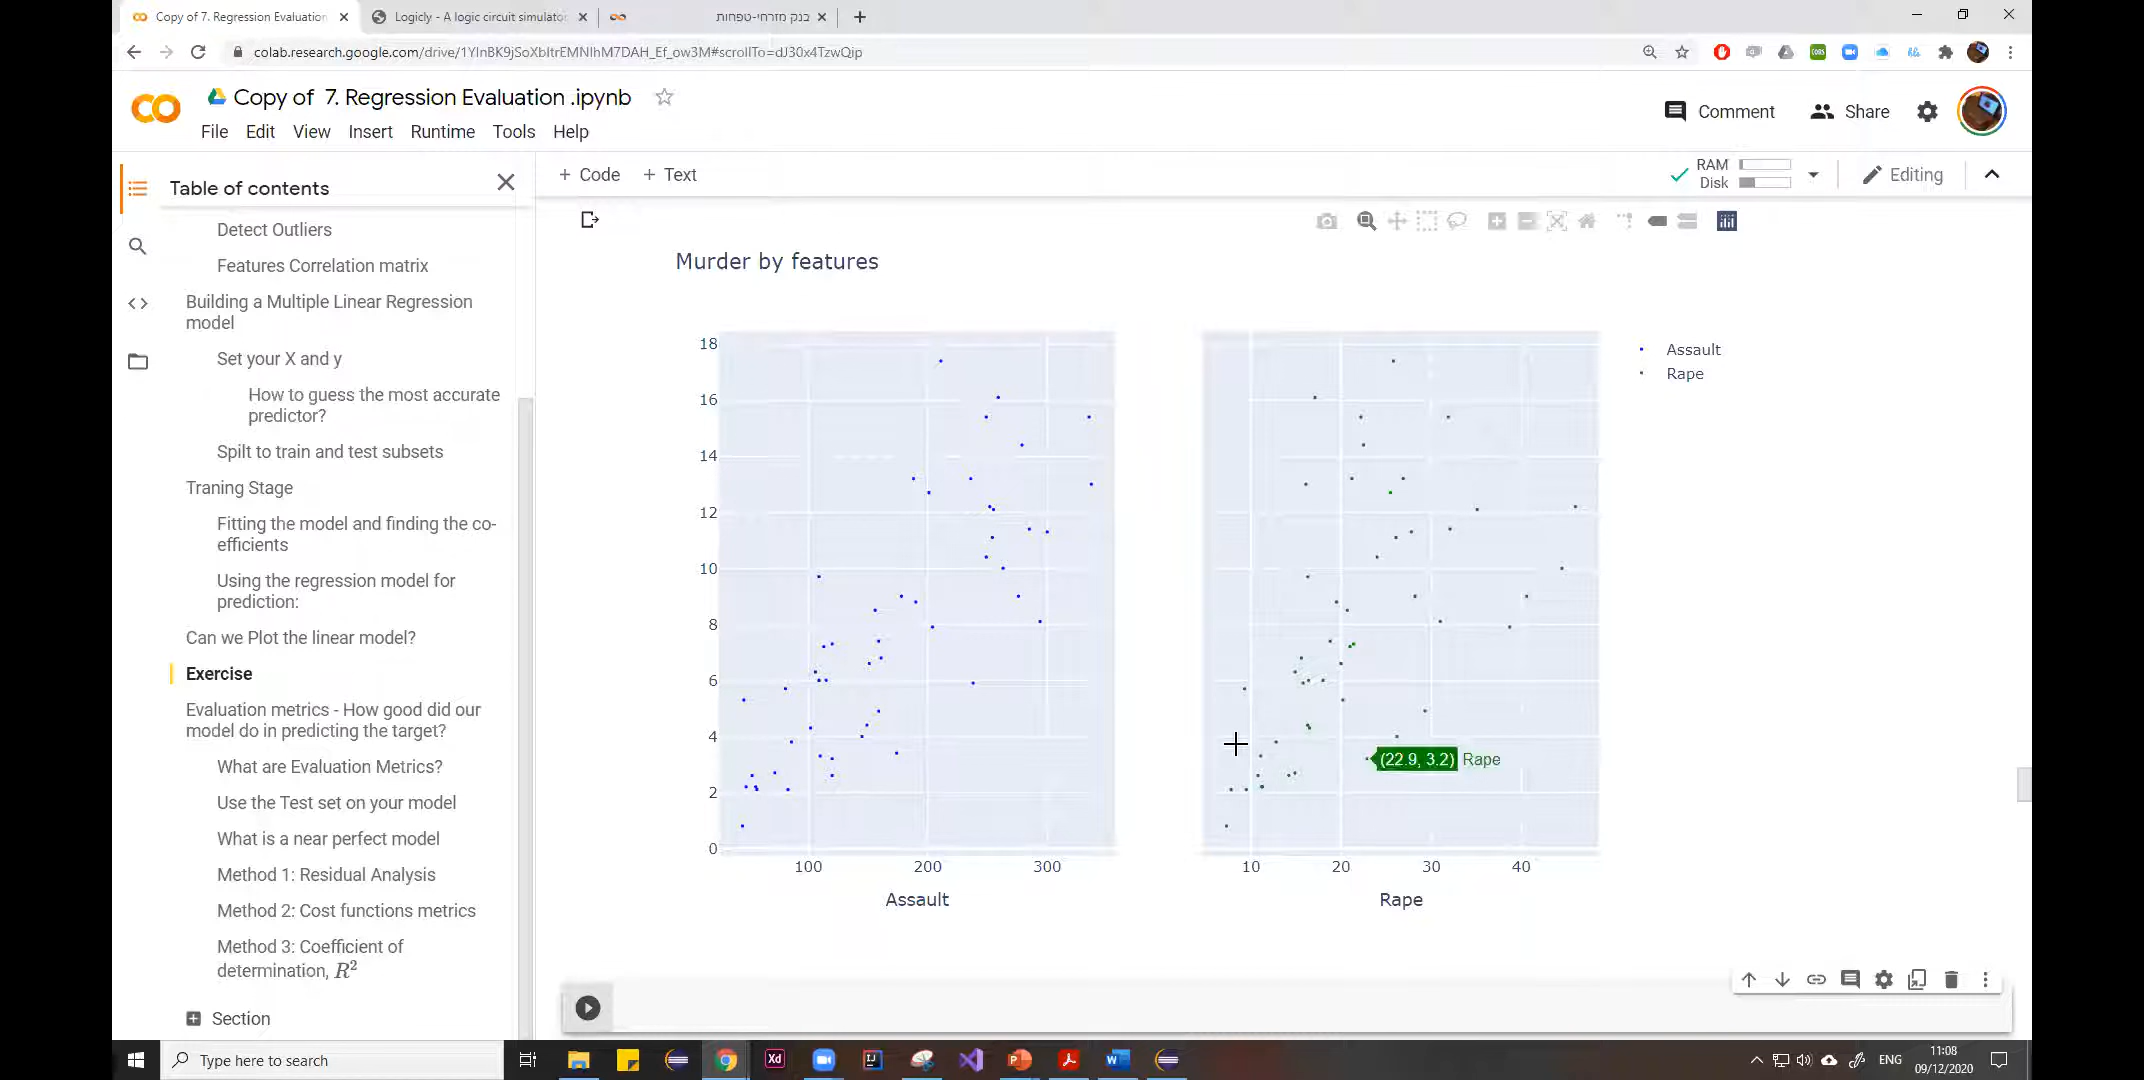 Copy of 7. Regression Evaluation
Logicly - A logic circuit simulator
בנק מזרחי-טפחות
colab.research.google.com/drive/1YlnBK9jSoXbItrEMNlhM7DAH_Ef_ow3M#scrollTo=dJ30x4TzwQip
Copy of 7. Regression Evaluation .ipynb
Comment
Share
File Edit View Insert Runtime Tools Help
Table of contents
+ Code + Text
RAM
Disk
Editing
Detect Outliers
Features Correlation matrix
Building a Multiple Linear Regression
model
Set your X and y
How to guess the most accurate
predictor?
Spilt to train and test subsets
Traning Stage
Fitting the model and finding the co-
efficients
Using the regression model for
prediction:
Can we Plot the linear model?
Exercise
Evaluation metrics - How good did our
model do in predicting the target?
What are Evaluation Metrics?
Use the Test set on your model
What is a near perfect model
Method 1: Residual Analysis
Method 2: Cost functions metrics
Method 3: Coefficient of
determination, R²
Section
Murder by features
18
16
14
12
10
8
6
4
2
0
100 200 300
Assault
10 20 30 40
Rape
Assault
Rape
(22.9, 3.2) Rape
Type here to search
Xd
IJ
ENG
11:08
09/12/2020